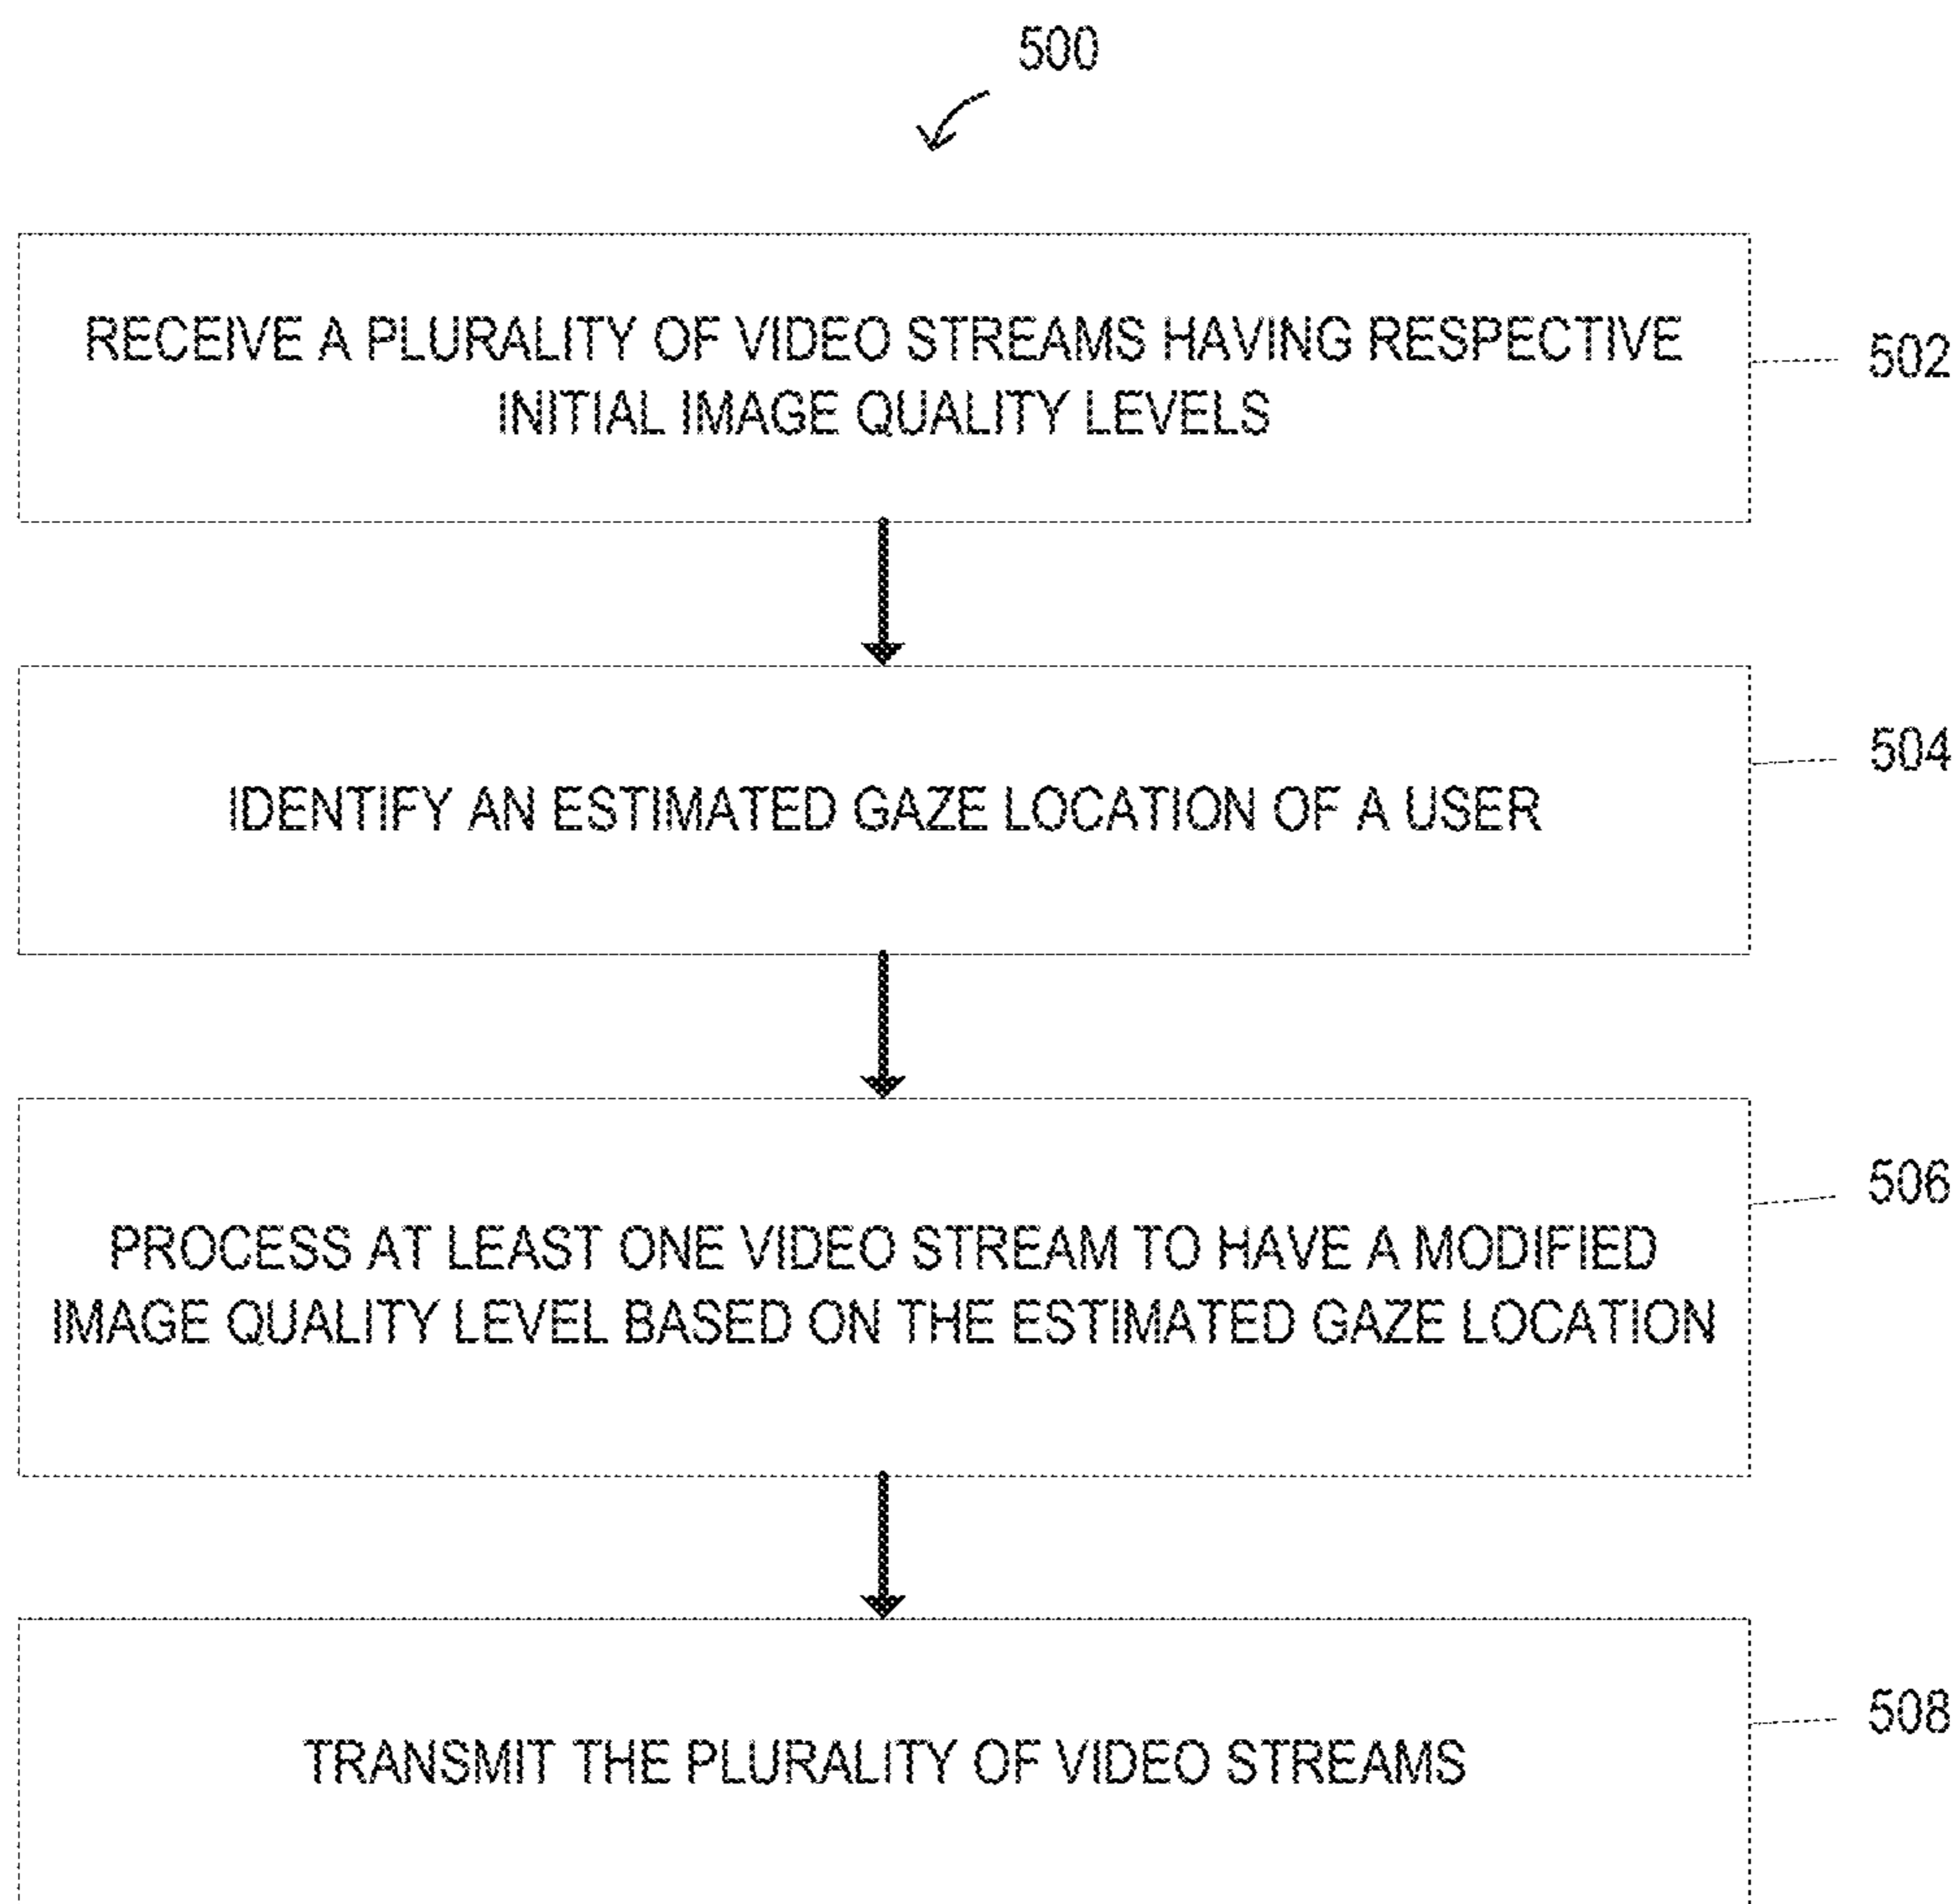 500
RECEIVE A PLURALITY OF VIDEO STREAMS HAVING RESPECTIVE
INITIAL IMAGE QUALITY LEVELS
502
IDENTIFY AN ESTIMATED GAZE LOCATION OF A USER
504
PROCESS AT LEAST ONE VIDEO STREAM TO HAVE A MODIFIED
IMAGE QUALITY LEVEL BASED ON THE ESTIMATED GAZE LOCATION
506
TRANSMIT THE PLURALITY OF VIDEO STREAMS
508